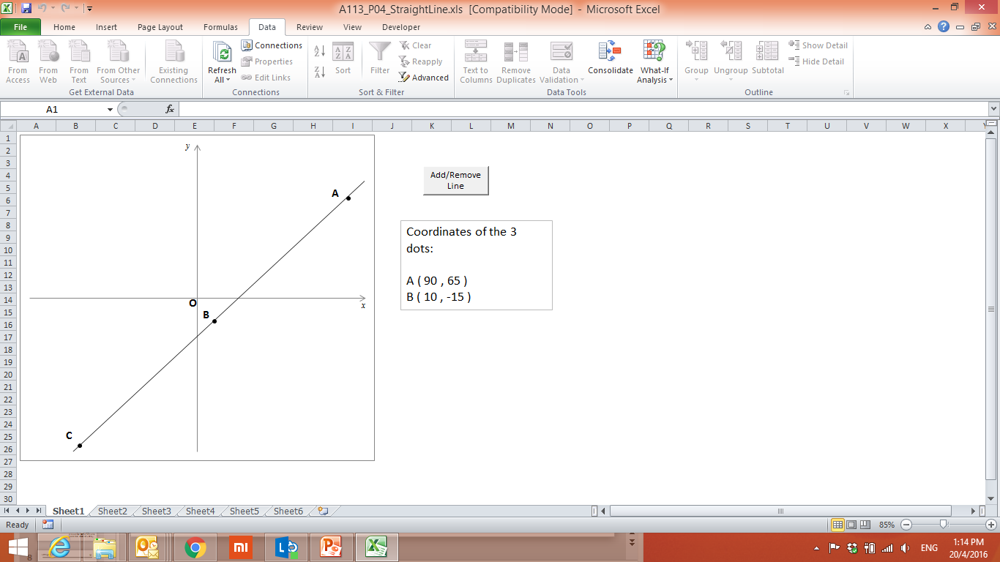 A113_P04_StraightLine.xls [Compatibility Mode] - Microsoft Excel
File Home Insert Page Layout Formulas Data Review View Developer
From Access
From Web
From Text
From Other Sources
Existing Connections
Get External Data
Refresh All
Connections
Properties
Edit Links
Connections
Sort
Filter
Clear
Reapply
Advanced
Sort & Filter
Text to Columns
Remove Duplicates
Data Validation
Consolidate
What-If Analysis
Data Tools
Group
Ungroup
Subtotal
Show Detail
Hide Detail
Outline
A1 fx
A B C D E F G H I J K L M N O P Q R S T U V W X Y
1
2
3
4
5
6
7
8
9
10
11
12
13
14
15
16
17
18
19
20
21
22
23
24
25
26
27
28
29
30
y
A
O
x
B
C
Add/Remove
Line
Coordinates of the 3
dots:
A ( 90 , 65 )
B ( 10 , -15 )
Sheet1 Sheet2 Sheet3 Sheet4 Sheet5 Sheet6
Ready 85%
ENG
1:14 PM
20/4/2016